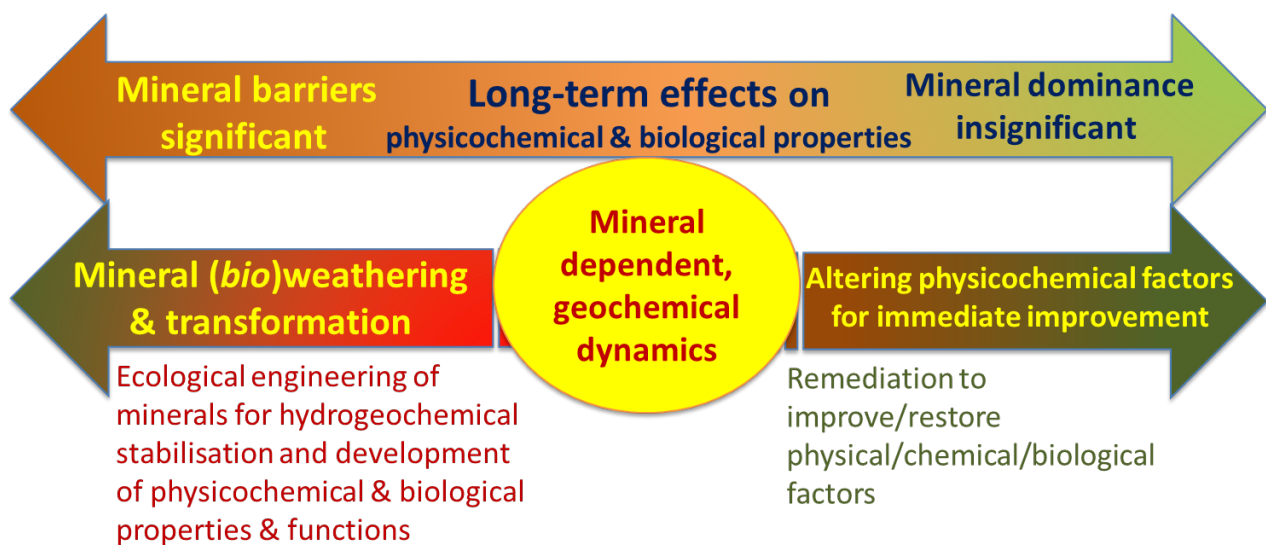 Mineral barriers
significant
Long-term effects on
physicochemical & biological properties
Mineral dominance
insignificant
Mineral (bio)weathering
& transformation
Mineral
dependent,
geochemical
dynamics
Altering physicochemical factors
for immediate improvement
Ecological engineering of
minerals for hydrogeochemical
stabilisation and development
of physicochemical & biological
properties & functions
Remediation to
improve/restore
physical/chemical/biological
factors